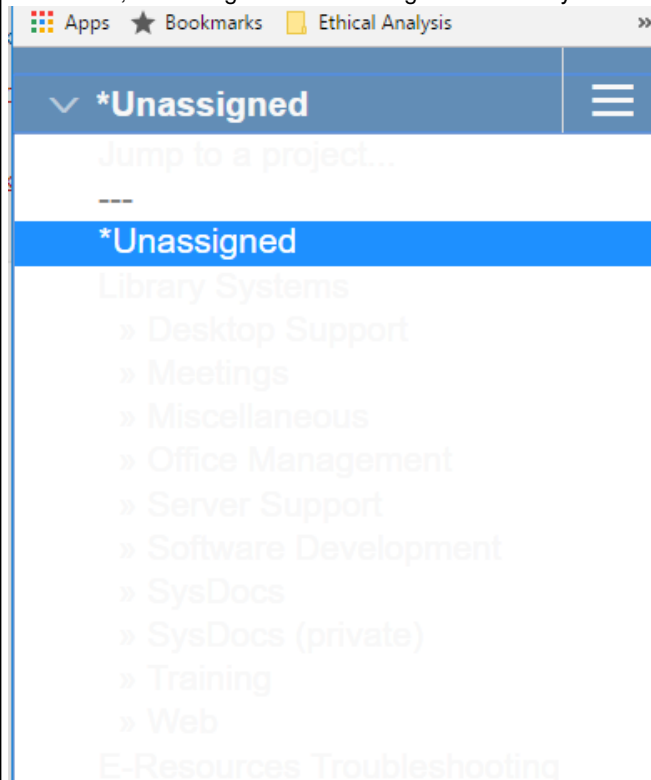 Apps Bookmarks Ethical Analysis »
*Unassigned
Jump to a project...
---
*Unassigned
Library Systems
» Desktop Support
» Meetings
» Miscellaneous
» Office Management
» Server Support
» Software Development
» SysDocs
» SysDocs (private)
» Training
» Web
E-Resources Troubleshooting